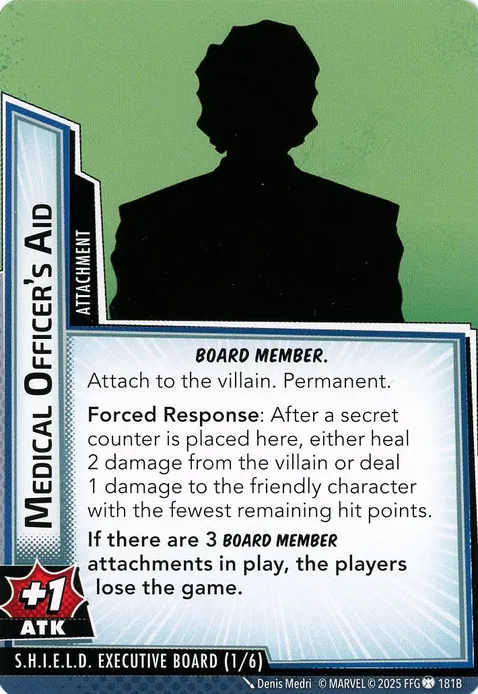 MEDICAL OFFICER'S AID
ATTACHMENT
BOARD MEMBER.
Attach to the villain. Permanent.
Forced Response: After a secret
counter is placed here, either heal
2 damage from the villain or deal
1 damage to the friendly character
with the fewest remaining hit points.
If there are 3 BOARD MEMBER
attachments in play, the players
lose the game.
+1
ATK
S.H.I.E.L.D. EXECUTIVE BOARD (1/6)
Denis Medri © MARVEL © 2025 FFG 181B